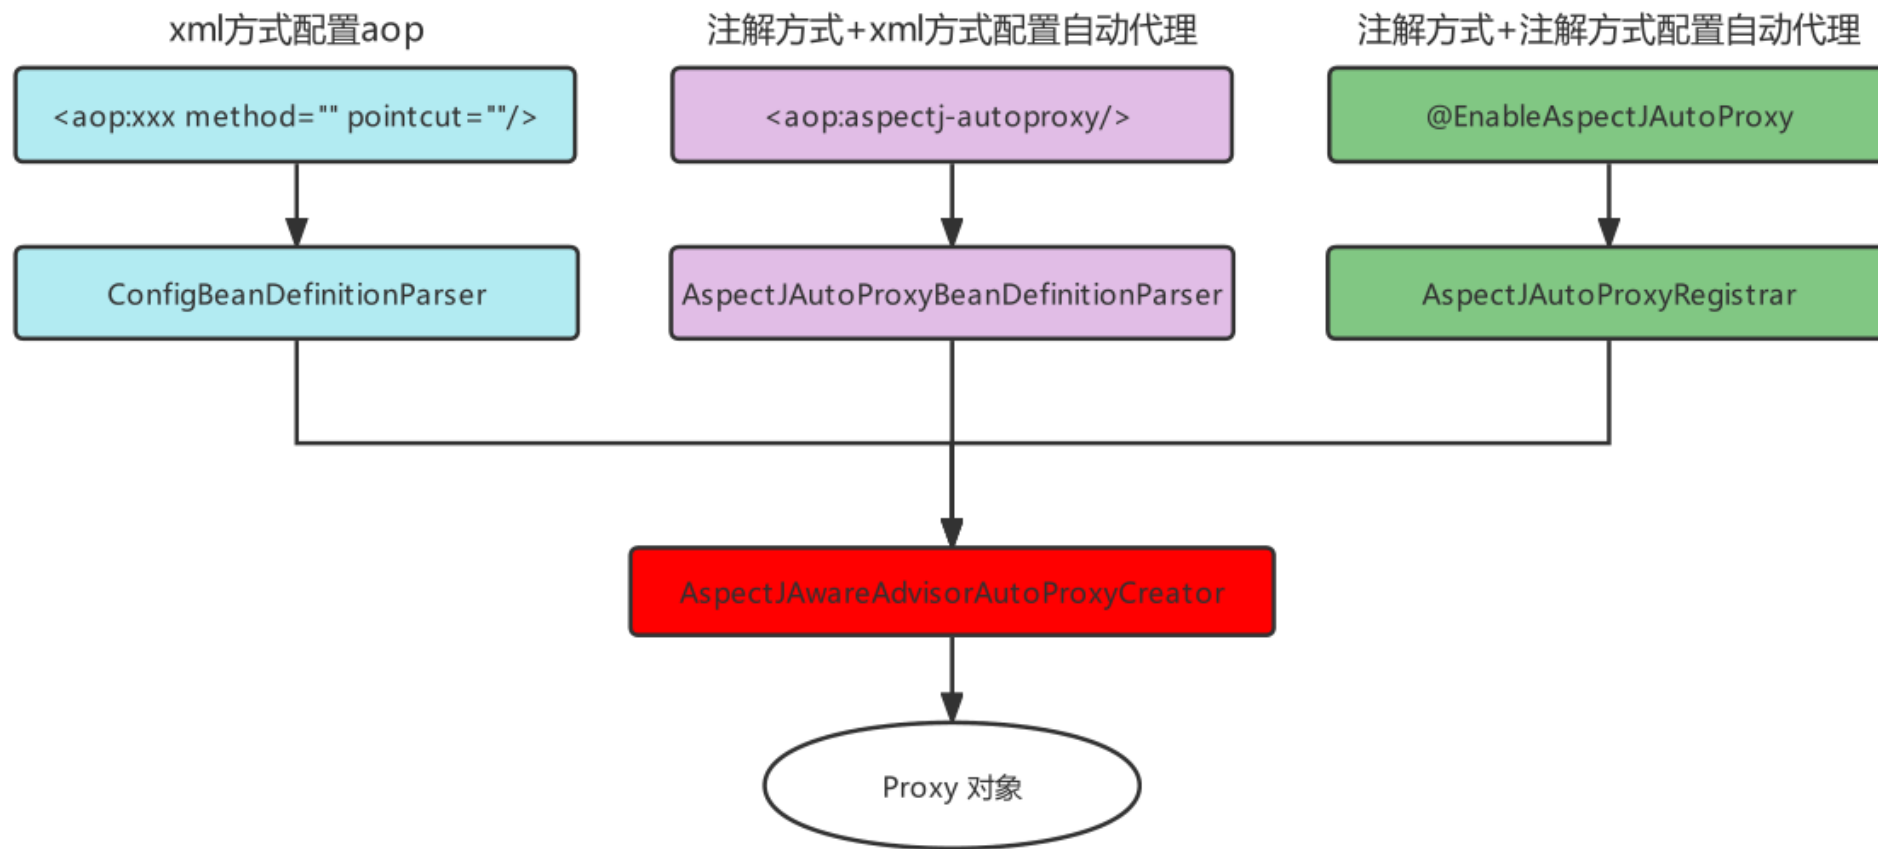 xml方式配置aop
注解方式+xml方式配置自动代理
注解方式+注解方式配置自动代理
<aop:xxx method="" pointcut=""/>
<aop:aspectj-autoproxy/>
@EnableAspectJAutoProxy
ConfigBeanDefinitionParser
AspectJAutoProxyBeanDefinitionParser
AspectJAutoProxyRegistrar
AspectJAwareAdvisorAutoProxyCreator
Proxy 对象